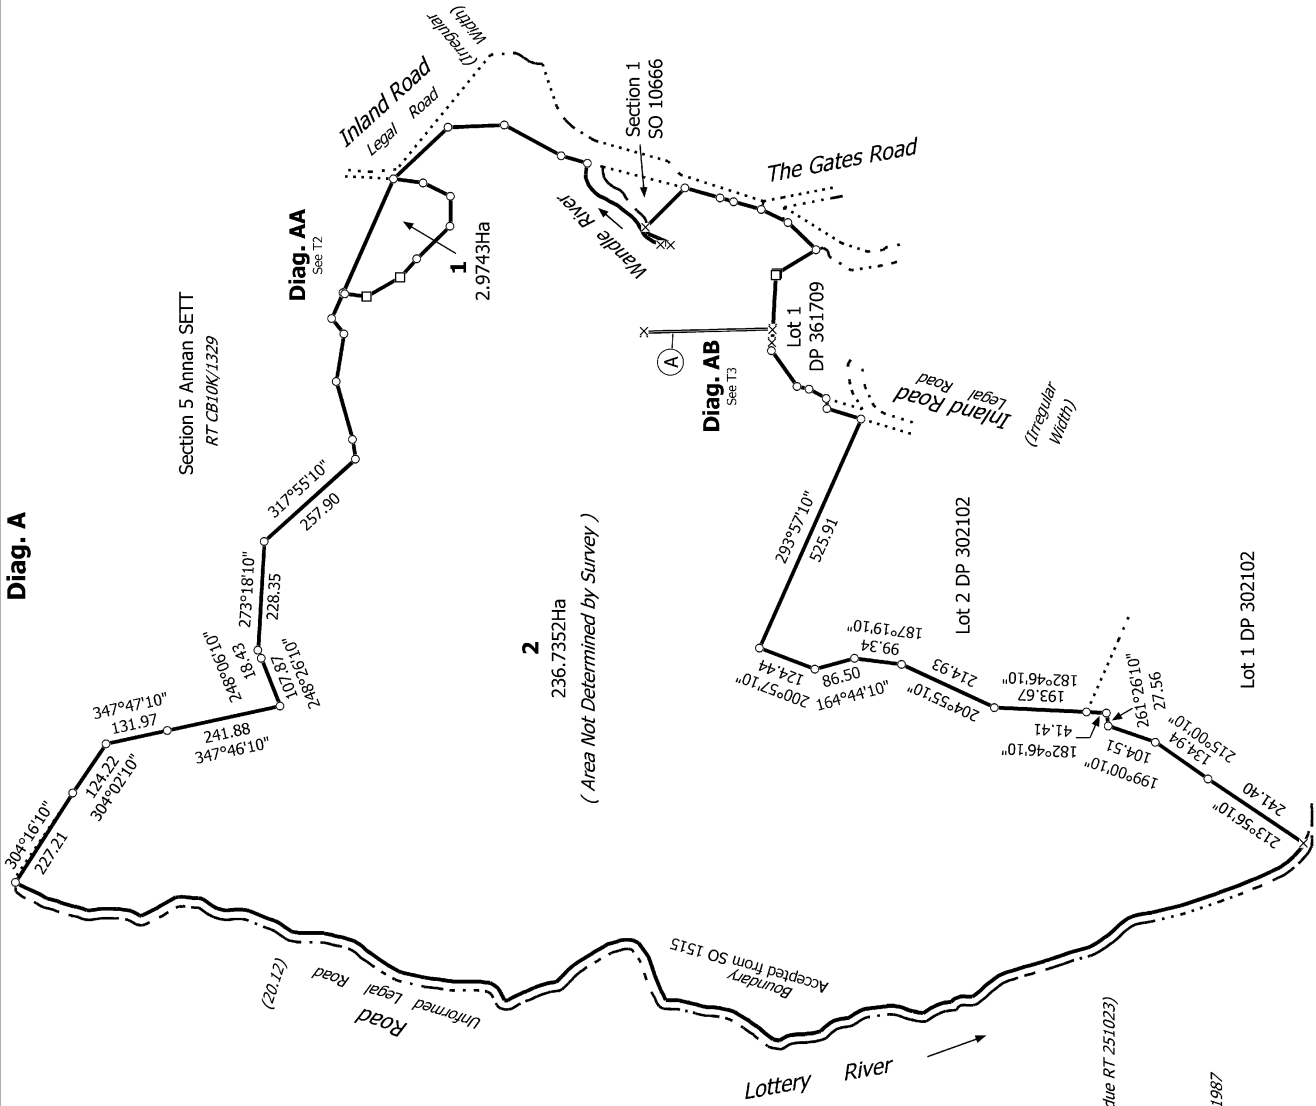 Diag. A
Section 5 Annan SETT
RT CB10K/1329
Diag. AA
See T2
1
2.9743Ha
Inland Road
Legal Road
(Irregular
Width)
Section 1
SO 10666
The Gates Road
Wandle River
A
Diag. AB
See T3
Lot 1
DP 361709
Inland Road
Legal Road
(Irregular
Width)
317°55'10"
257.90
273°18'10"
228.35
248°06'10"
18.43
107.87
248°26'10"
347°47'10"
131.97
241.88
347°46'10"
124.22
304°02'10"
304°16'10"
227.21
2
236.7352Ha
( Area Not Determined by Survey )
293°57'10"
525.91
124.44
200°57'10"
86.50
164°44'10"
99.34
187°19'10"
214.93
204°55'10"
193.67
182°46'10"
41.41
182°46'10"
261°26'10"
27.56
104.51
199°00'10"
134.94
215°00'10"
241.40
213°56'10"
Lot 2 DP 302102
Lot 1 DP 302102
(20.12)
Unformed Legal Road
Road
Boundary
Accepted from SO 1515
Lottery River
due RT 251023)
1987